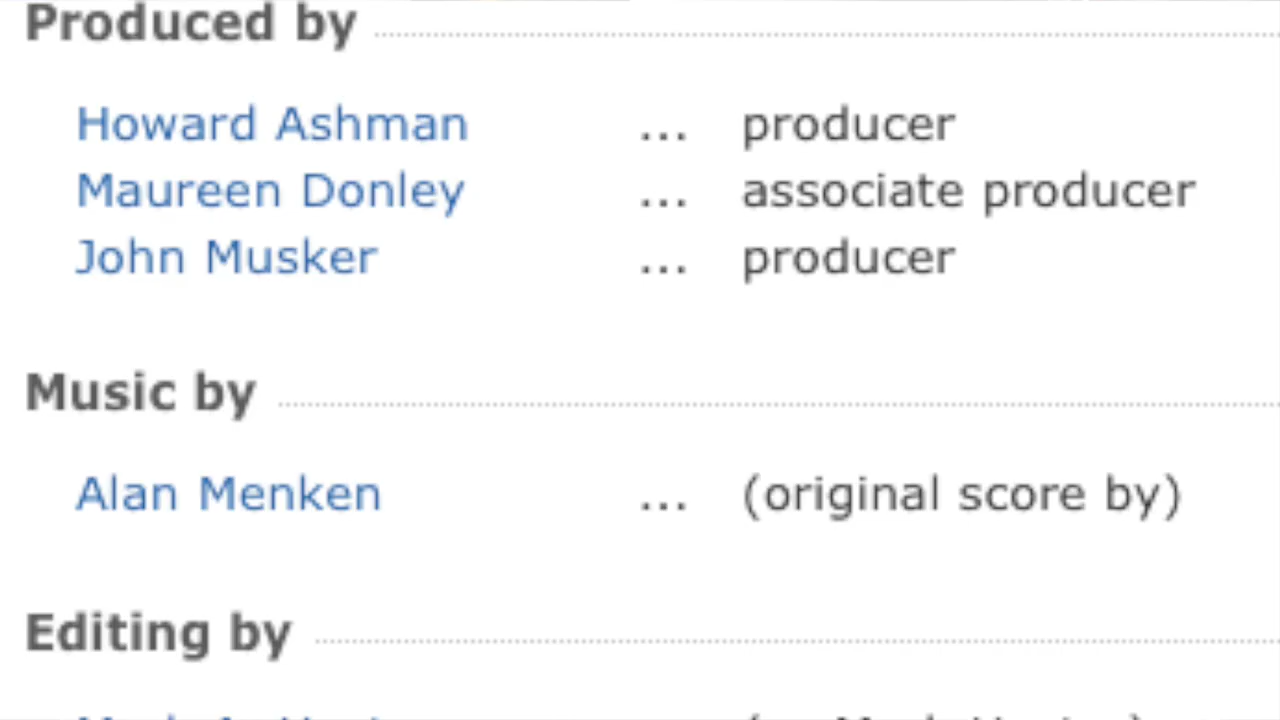 Produced by
Howard Ashman ... producer
Maureen Donley ... associate producer
John Musker ... producer
Music by
Alan Menken ... (original score by)
Editing by